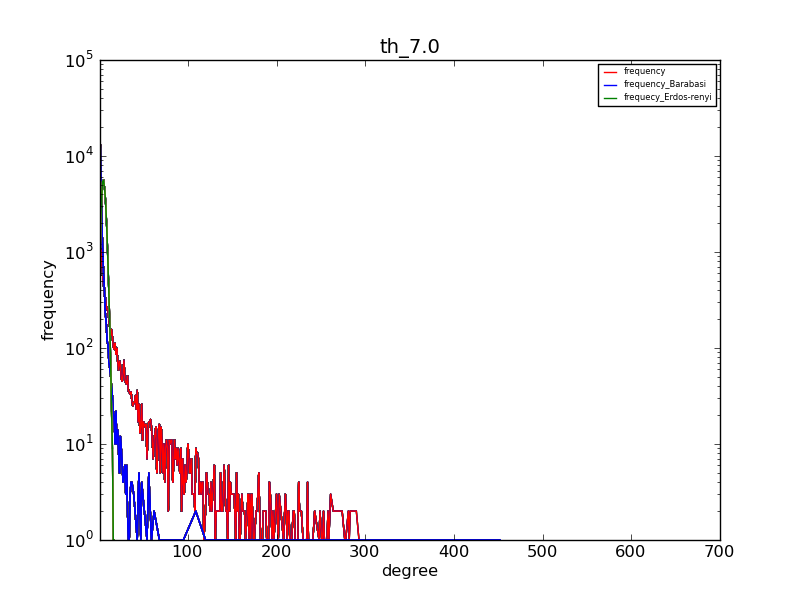 th_7.0
frequency
frequency_Barabasi
frequecy_Erdos-renyi
10^5
10^4
10^3
10^2
10^1
10^0
frequency
100 200 300 400 500 600 700
degree